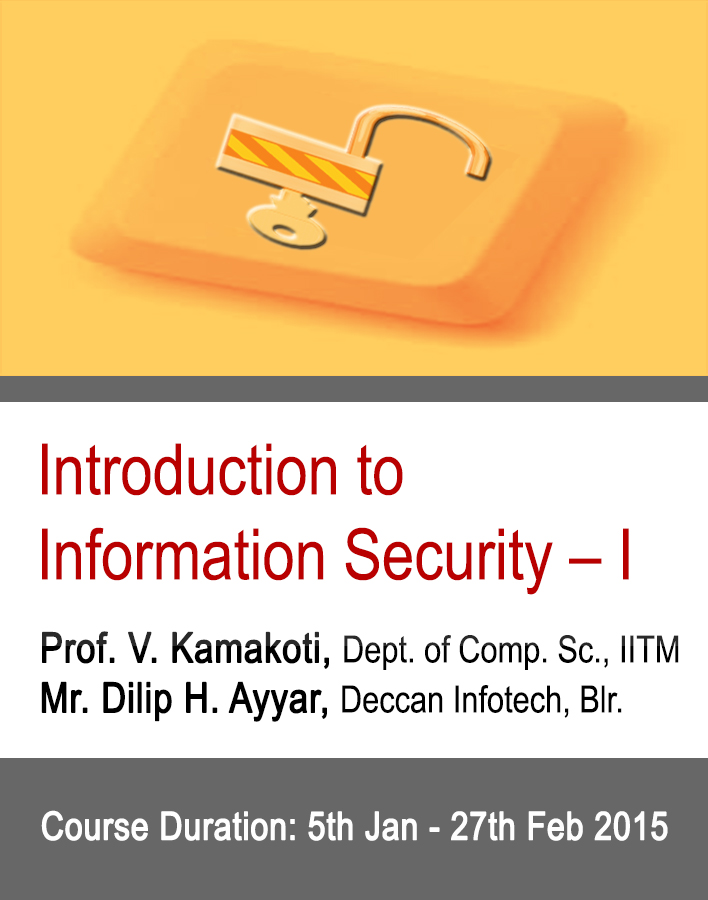 Introduction to
Information Security – I
Prof. V. Kamakoti, Dept. of Comp. Sc., IITM
Mr. Dilip H. Ayyar, Deccan Infotech, Blr.
Course Duration: 5th Jan - 27th Feb 2015